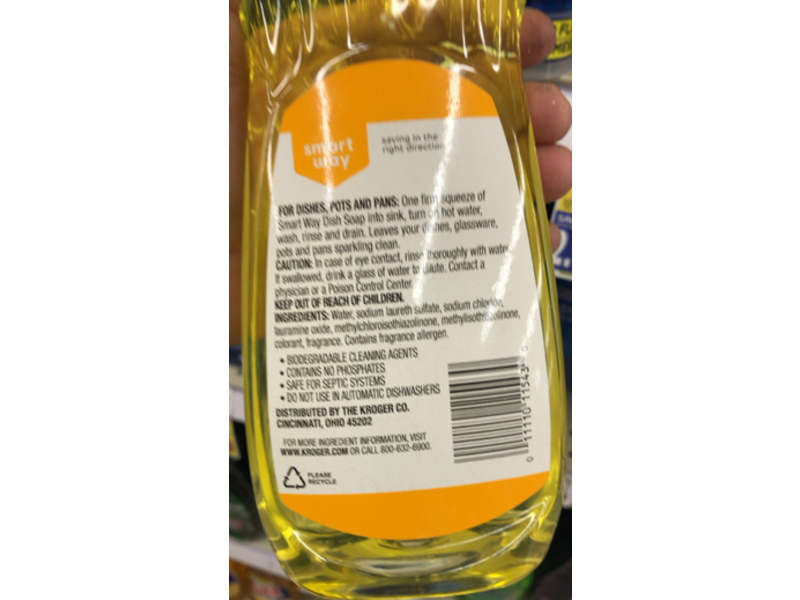 smart
way
saving in the
right direction
FOR DISHES, POTS AND PANS: One firm squeeze of
Smart Way Dish Soap into sink, turn on hot water,
wash, rinse and drain. Leaves your dishes, glassware,
pots and pans sparkling clean.
CAUTION: In case of eye contact, rinse thoroughly with water.
If swallowed, drink a glass of water to dilute. Contact a
physician or a Poison Control Center.
KEEP OUT OF REACH OF CHILDREN.
INGREDIENTS: Water, sodium laureth sulfate, sodium chloride,
lauramine oxide, methylchloroisothiazolinone, methylisothiazolinone,
colorant, fragrance. Contains fragrance allergen.
• BIODEGRADABLE CLEANING AGENTS
• CONTAINS NO PHOSPHATES
• SAFE FOR SEPTIC SYSTEMS
• DO NOT USE IN AUTOMATIC DISHWASHERS
DISTRIBUTED BY THE KROGER CO.
CINCINNATI, OHIO 45202
FOR MORE INGREDIENT INFORMATION, VISIT
WWW.KROGER.COM OR CALL 800-632-6900.
PLEASE
RECYCLE
0 11110 11543